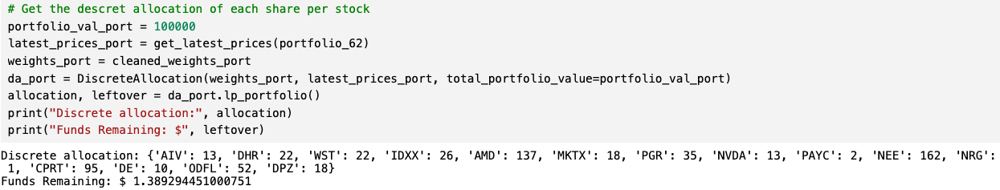 # Get the descret allocation of each share per stock
portfolio_val_port = 100000
latest_prices_port = get_latest_prices(portfolio_62)
weights_port = cleaned_weights_port
da_port = DiscreteAllocation(weights_port, latest_prices_port, total_portfolio_value=portfolio_val_port)
allocation, leftover = da_port.lp_portfolio()
print("Discrete allocation:", allocation)
print("Funds Remaining: $", leftover)
Discrete allocation: {'AIV': 13, 'DHR': 22, 'WST': 22, 'IDXX': 26, 'AMD': 137, 'MKTX': 18, 'PGR': 35, 'NVDA': 13, 'PAYC': 2, 'NEE': 162, 'NRG':
1, 'CPRT': 95, 'DE': 10, 'ODFL': 52, 'DPZ': 18}
Funds Remaining: $ 1.389294451000751